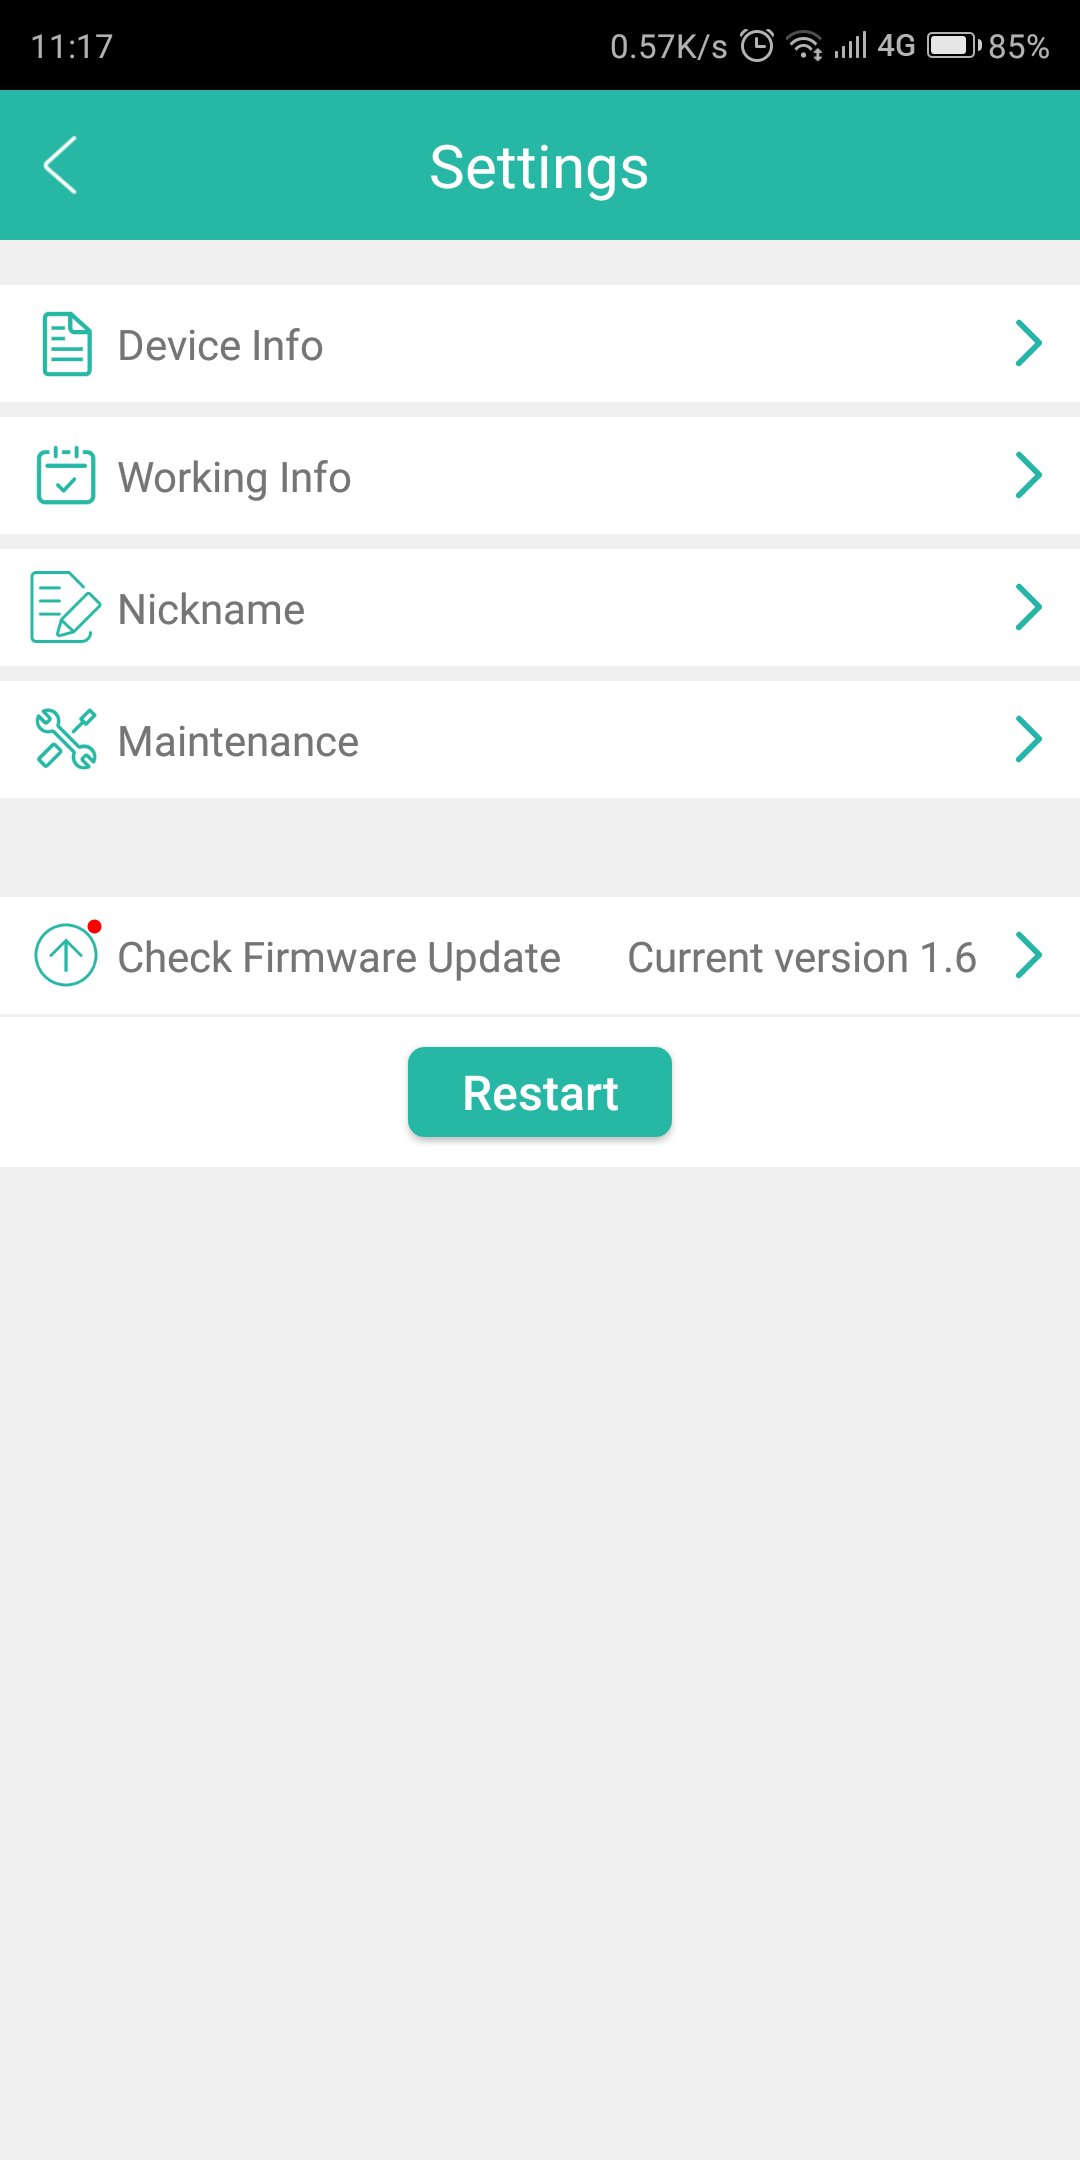 11:17 0.57K/s 4G 85%
Settings
Device Info
Working Info
Nickname
Maintenance
Check Firmware Update Current version 1.6
Restart